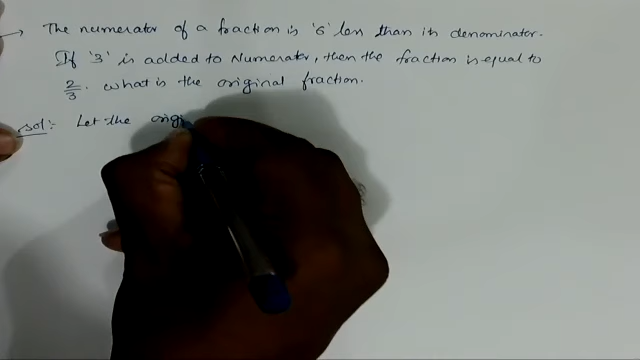 → The numerator of a fraction is '6' less than its denominator.
If '3' is added to Numerator, then the fraction is equal to
2/3. what is the original fraction.
Sol:- Let the origi